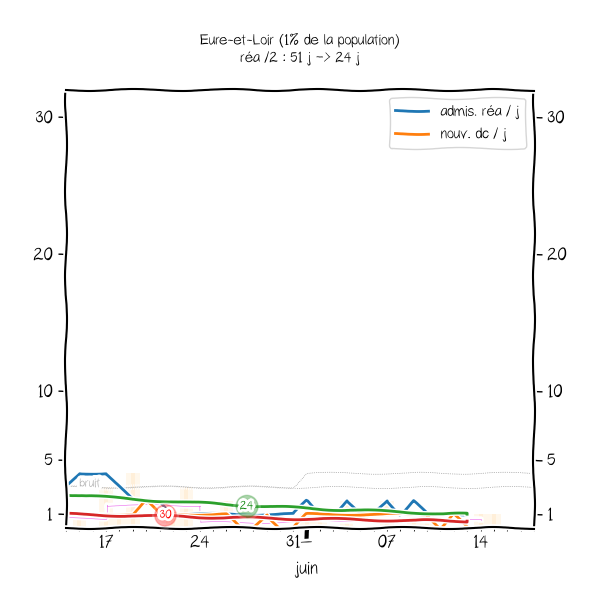 Eure-et-Loir (1% de la population)
réa /2 : 51 j -> 24 j
admis. réa / j
nouv. dc / j
30
30
20
20
10
10
5
5
bruit
24
30
1
1
17
24
31
07
14
juin